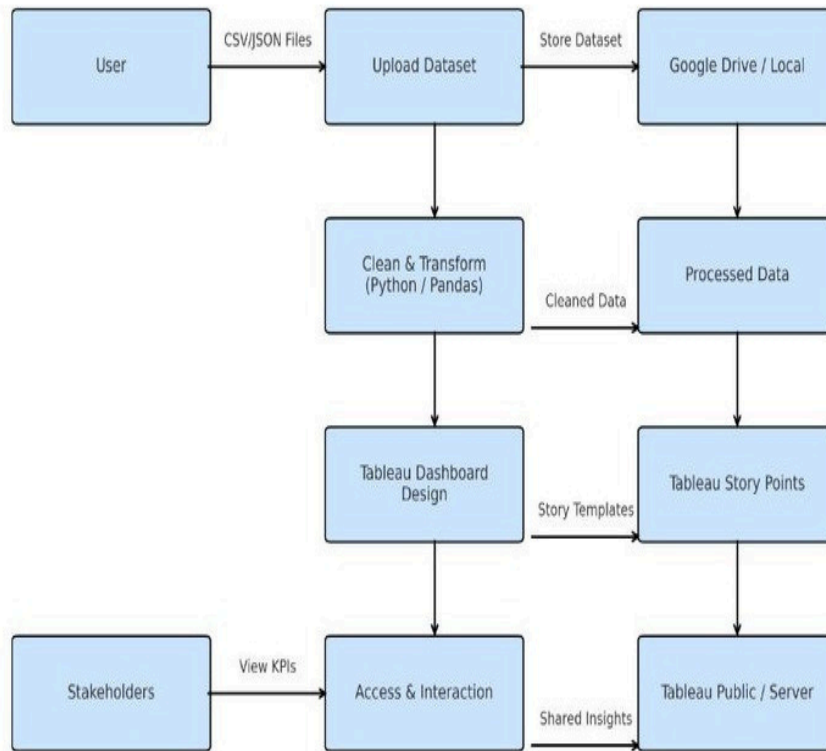 User
CSV/JSON Files
Upload Dataset
Store Dataset
Google Drive / Local
Clean & Transform
(Python / Pandas)
Cleaned Data
Processed Data
Tableau Dashboard
Design
Story Templates
Tableau Story Points
Stakeholders
View KPIs
Access & Interaction
Shared Insights
Tableau Public / Server